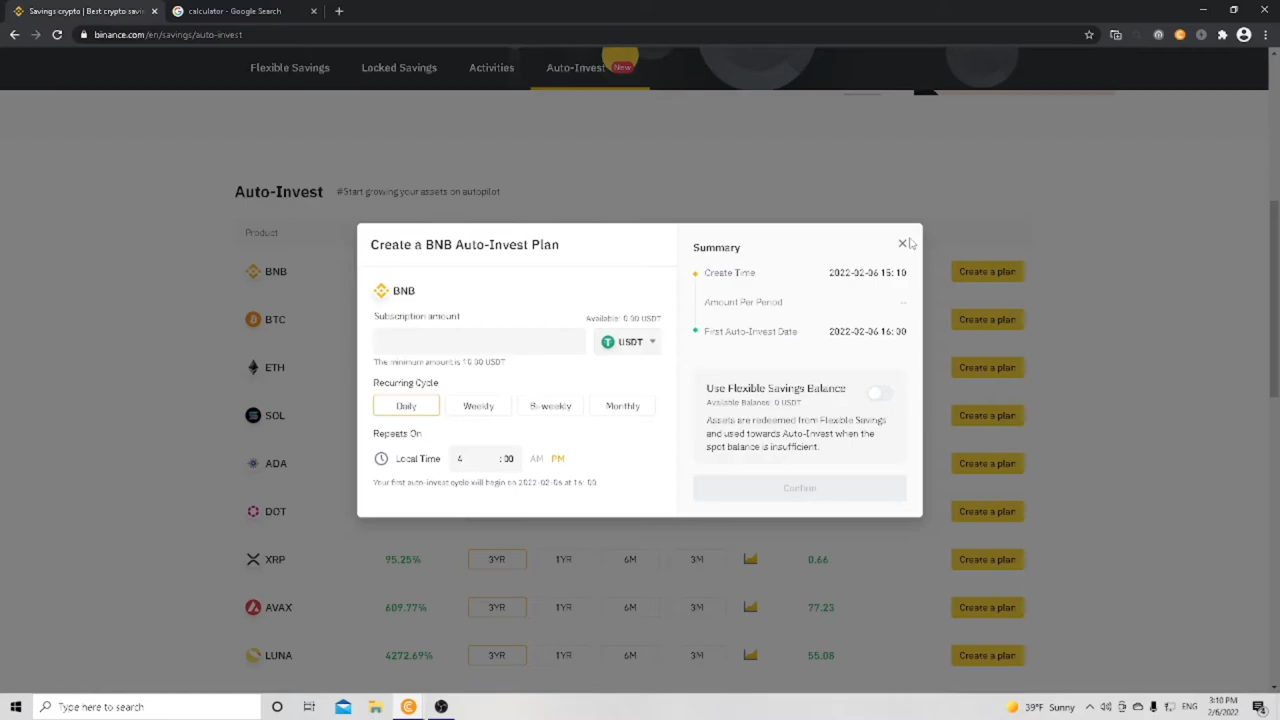 Savings crypto | Best crypto savi
calculator - Google Search
binance.com/en/savings/auto-invest
Flexible Savings
Locked Savings
Activities
Auto-Invest
New
Auto-Invest
#Start growing your assets on autopilot
Product
BNB
Create a plan
BTC
Create a plan
ETH
Create a plan
SOL
Create a plan
ADA
Create a plan
DOT
Create a plan
XRP 95.25% 3YR 1YR 6M 3M 0.66 Create a plan
AVAX 609.77% 3YR 1YR 6M 3M 77.23 Create a plan
LUNA 4272.69% 3YR 1YR 6M 3M 55.08 Create a plan
Create a BNB Auto-Invest Plan
BNB
Subscription amount
Available: 0.00 USDT
USDT
The minimum amount is 10.00 USDT
Recurring Cycle
Daily Weekly Bi-weekly Monthly
Repeats On
Local Time 4 : 00 AM PM
Your first auto-invest cycle will begin on 2022-02-06 at 16: 00
Summary
Create Time 2022-02-06 15:10
Amount Per Period --
First Auto-Invest Date 2022-02-06 16:00
Use Flexible Savings Balance
Available Balance: 0 USDT
Assets are redeemed from Flexible Savings
and used towards Auto-Invest when the
spot balance is insufficient.
Confirm
Type here to search
39°F Sunny
3:10 PM
2/6/2022